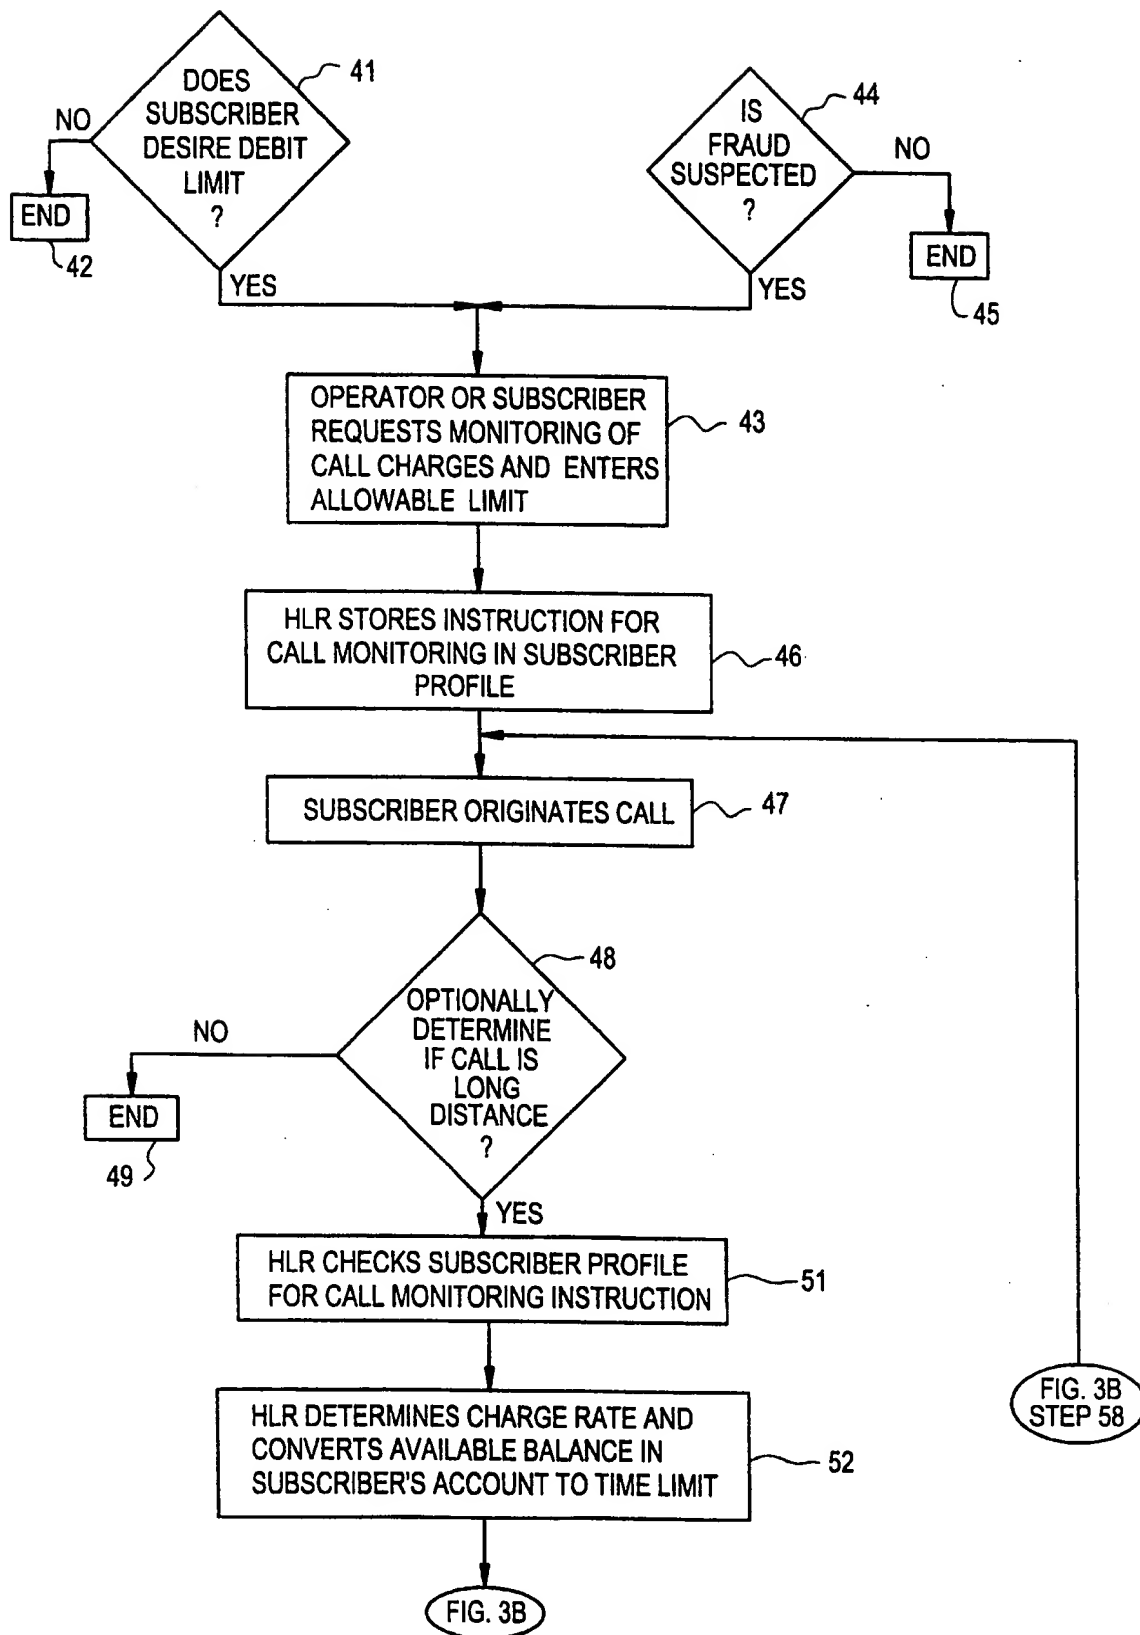 DOES
SUBSCRIBER
DESIRE DEBIT
LIMIT
?
41
NO
END
42
YES
IS
FRAUD
SUSPECTED
?
44
NO
END
45
YES
OPERATOR OR SUBSCRIBER
REQUESTS MONITORING OF
CALL CHARGES AND ENTERS
ALLOWABLE LIMIT
43
HLR STORES INSTRUCTION FOR
CALL MONITORING IN SUBSCRIBER
PROFILE
46
SUBSCRIBER ORIGINATES CALL
47
OPTIONALLY
DETERMINE
IF CALL IS
LONG
DISTANCE
?
48
NO
END
49
YES
HLR CHECKS SUBSCRIBER PROFILE
FOR CALL MONITORING INSTRUCTION
51
HLR DETERMINES CHARGE RATE AND
CONVERTS AVAILABLE BALANCE IN
SUBSCRIBER'S ACCOUNT TO TIME LIMIT
52
FIG. 3B
STEP 58
FIG. 3B